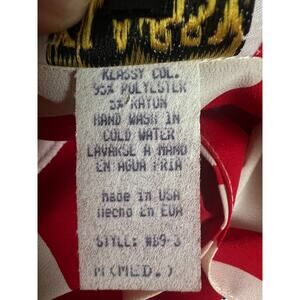 KLASSY COL.
95% POLYESTER
5% RAYON
HAND WASH IN
COLD WATER
LAVARSE A MANO
EN AGUA FRIA
made in USA
Hecho En EUA
STYLE: #89-3
M (MED.)